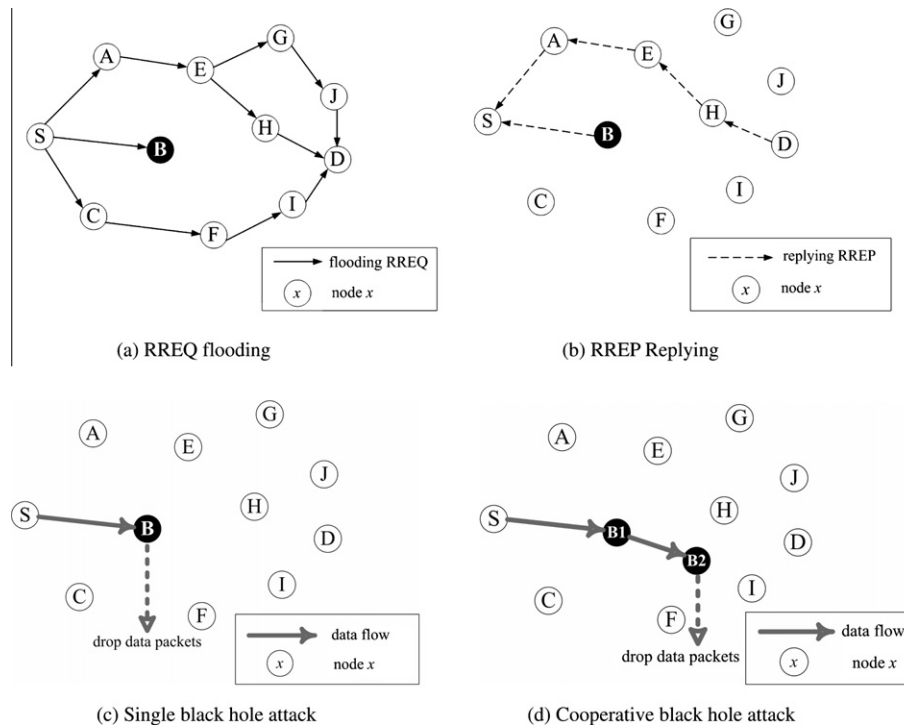 G
A
E
J
S
H
B
D
C
I
F
flooding RREQ
x node x
(a) RREQ flooding
G
A
E
J
S
H
B
D
I
C
F
replying RREP
x node x
(b) RREP Replying
G
A
E
J
S
H
B
D
I
C
F
drop data packets
data flow
x node x
(c) Single black hole attack
G
A
E
J
S
H
B1
D
B2
I
C
F
drop data packets
data flow
x node x
(d) Cooperative black hole attack